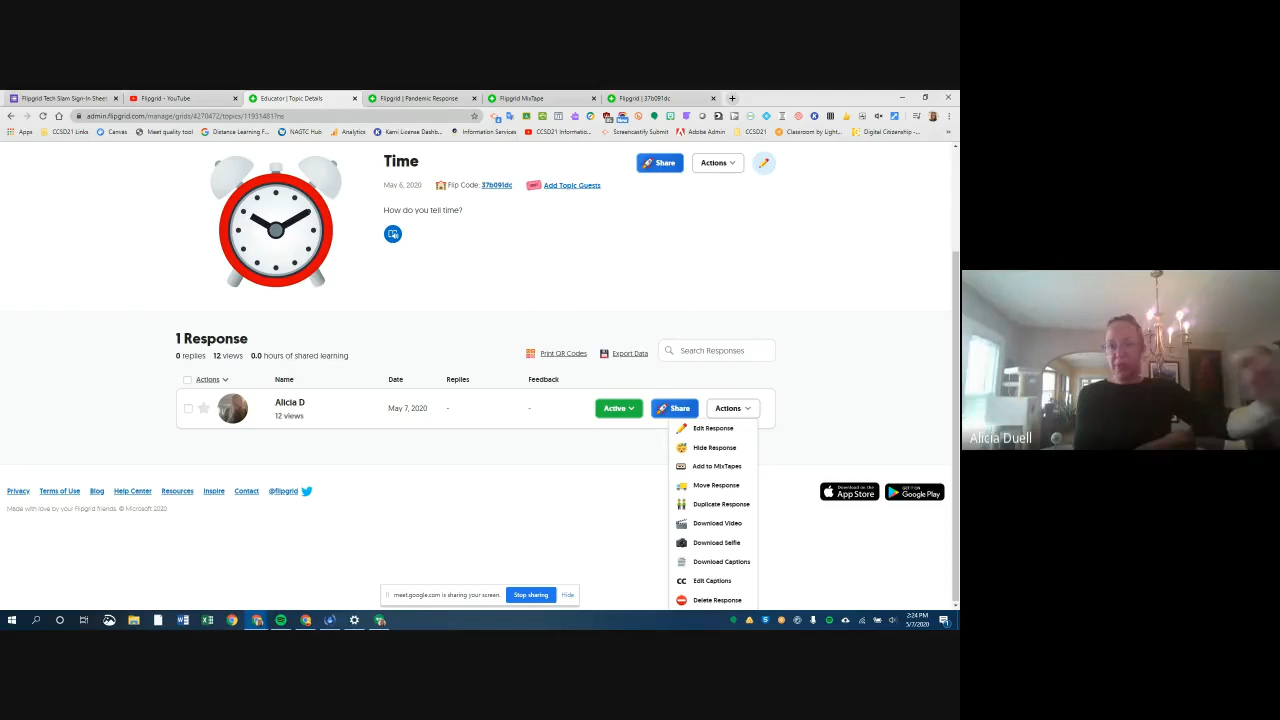 Flipgrid Tech Slam Sign-In Shee
Flipgrid - YouTube
Educator | Topic Details
Flipgrid | Pandemic Response
Flipgrid MixTape
Flipgrid | 37b091dc
admin.flipgrid.com/manage/grids/4270472/topics/11931481?ns
Apps
CCSD21 Links
Canvas
Meet quality tool
Distance Learning F...
NAGTC Hub
Analytics
Kami License Dashb...
Information Services
CCSD21 Informatio...
Screencastify Submit
Adobe Admin
CCSD21
Classroom by Light...
Digital Citizenship -...
Time
Share
Actions
May 6, 2020
Flip Code: 37b091dc
Add Topic Guests
How do you tell time?
1 Response
0 replies 12 views 0.0 hours of shared learning
Print QR Codes
Export Data
Search Responses
Actions
Name
Date
Replies
Feedback
Alicia D
12 views
May 7, 2020
-
-
Active
Share
Actions
Edit Response
Hide Response
Add to MixTapes
Move Response
Duplicate Response
Download Video
Download Selfie
Download Captions
CC Edit Captions
Delete Response
Privacy
Terms of Use
Blog
Help Center
Resources
Inspire
Contact
@flipgrid
Download on the
App Store
GET IT ON
Google Play
Made with love by your Flipgrid friends. © Microsoft 2020
meet.google.com is sharing your screen.
Stop sharing
Hide
2:24 PM
5/7/2020
Alicia Duell